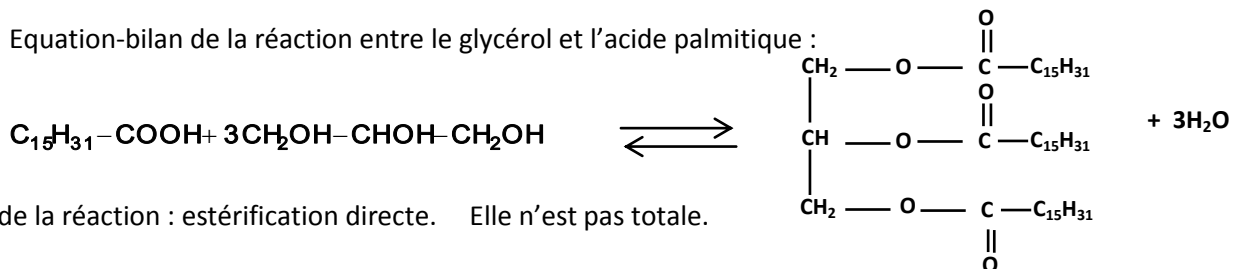 Equation-bilan de la réaction entre le glycérol et l'acide palmitique :
O
||
CH₂ — O — C —C₁₅H₃₁
O
||
C₁₅H₃₁–COOH+ 3CH₂OH–CHOH–CH₂OH
+ 3H₂O
CH — O — C —C₁₅H₃₁
de la réaction : estérification directe. Elle n'est pas totale.
CH₂ — O — C —C₁₅H₃₁
||
O